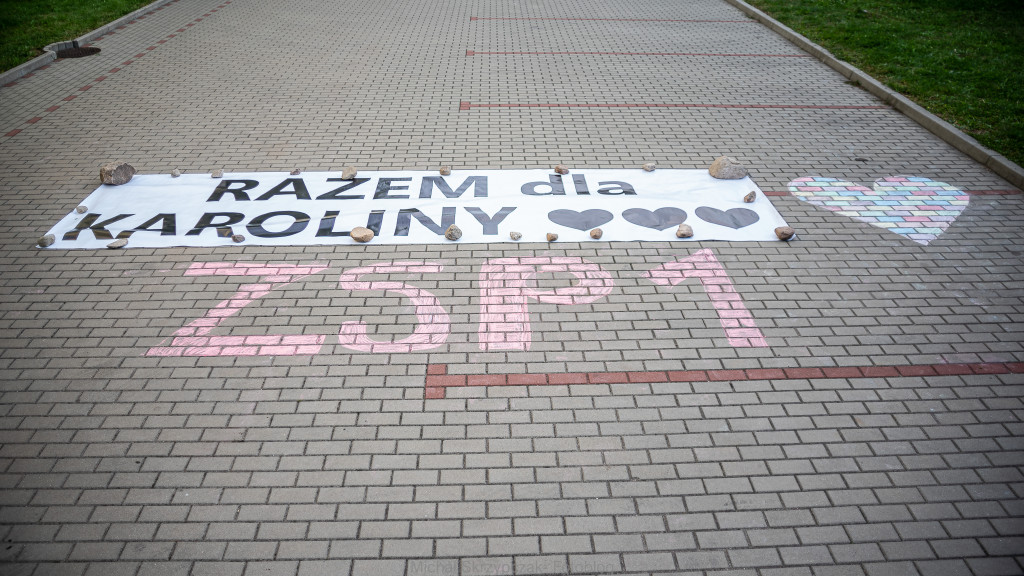 RAZEM dla
KAROLINY
ZSP1